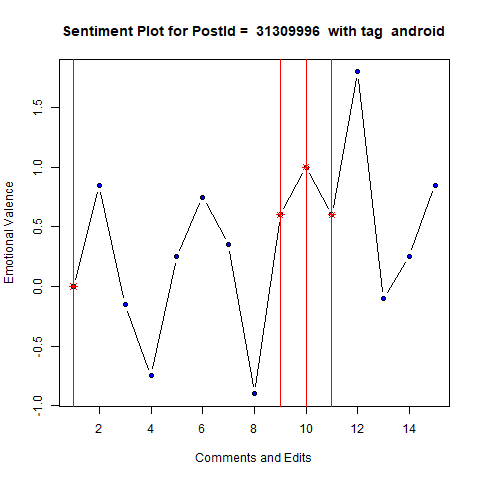 Sentiment Plot for PostId =  31309996  with tag  android
Emotional Valence
1.5
1.0
0.5
0.0
-0.5
-1.0
2 4 6 8 10 12 14
Comments and Edits